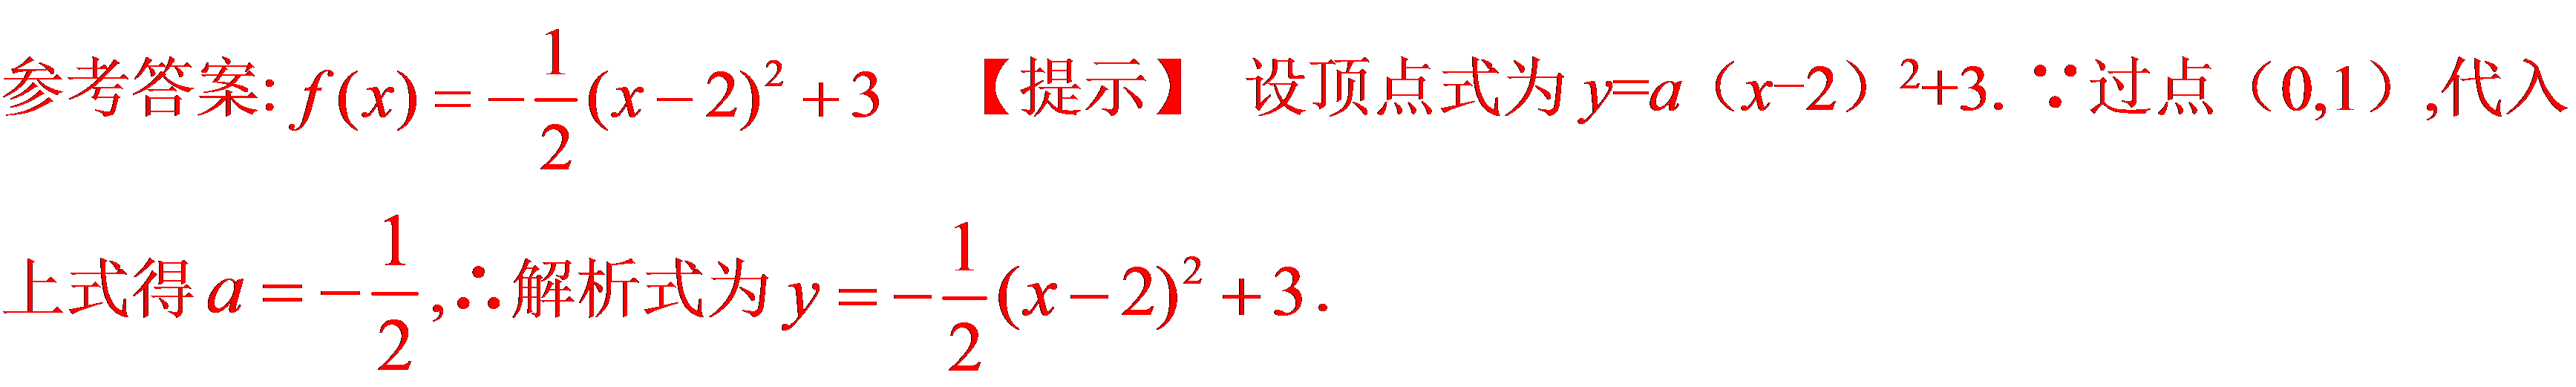 参考答案: $f(x)=-\frac{1}{2}(x-2)^2+3$ 【提示】 设顶点式为 y=a（x−2）²+3. ∵过点（0,1）,代入
上式得 $a=-\frac{1}{2}$,∴解析式为 $y=-\frac{1}{2}(x-2)^2+3$.